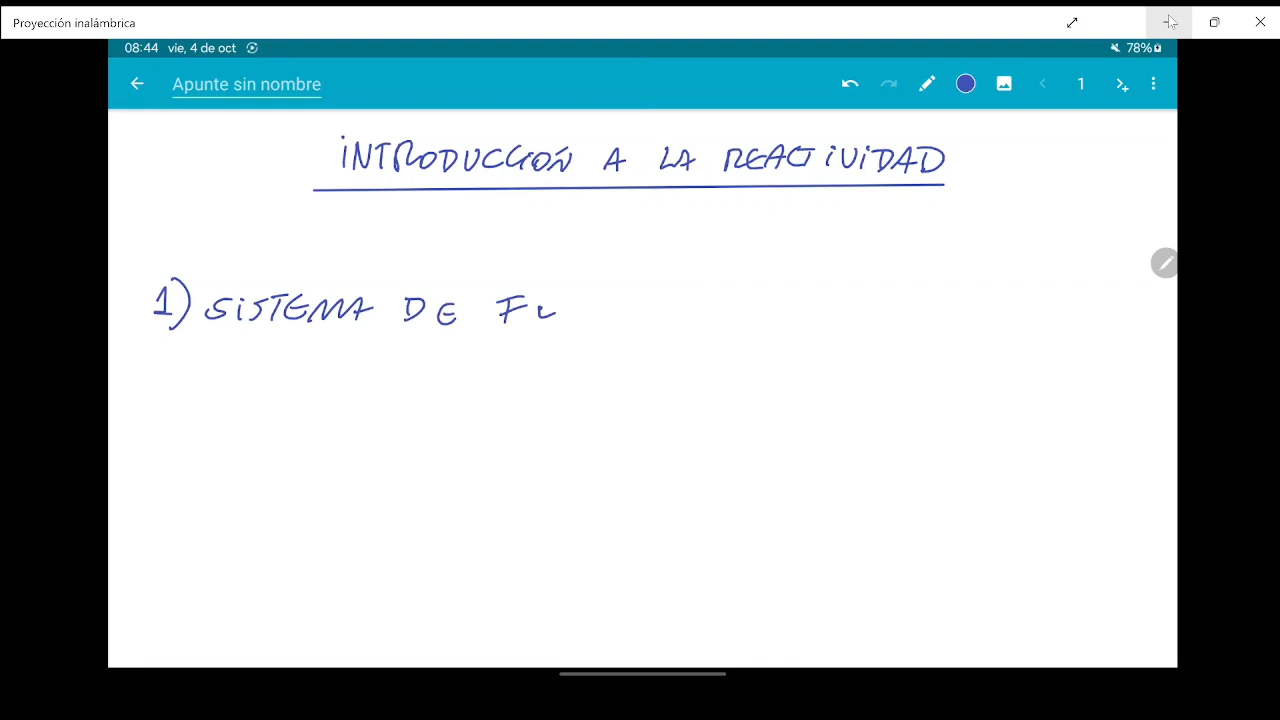 Proyección inalámbrica
08:44 vie, 4 de oct 78%
Apunte sin nombre 1
INTRODUCCIÓN A LA REACTIVIDAD
1) SISTEMA DE FU